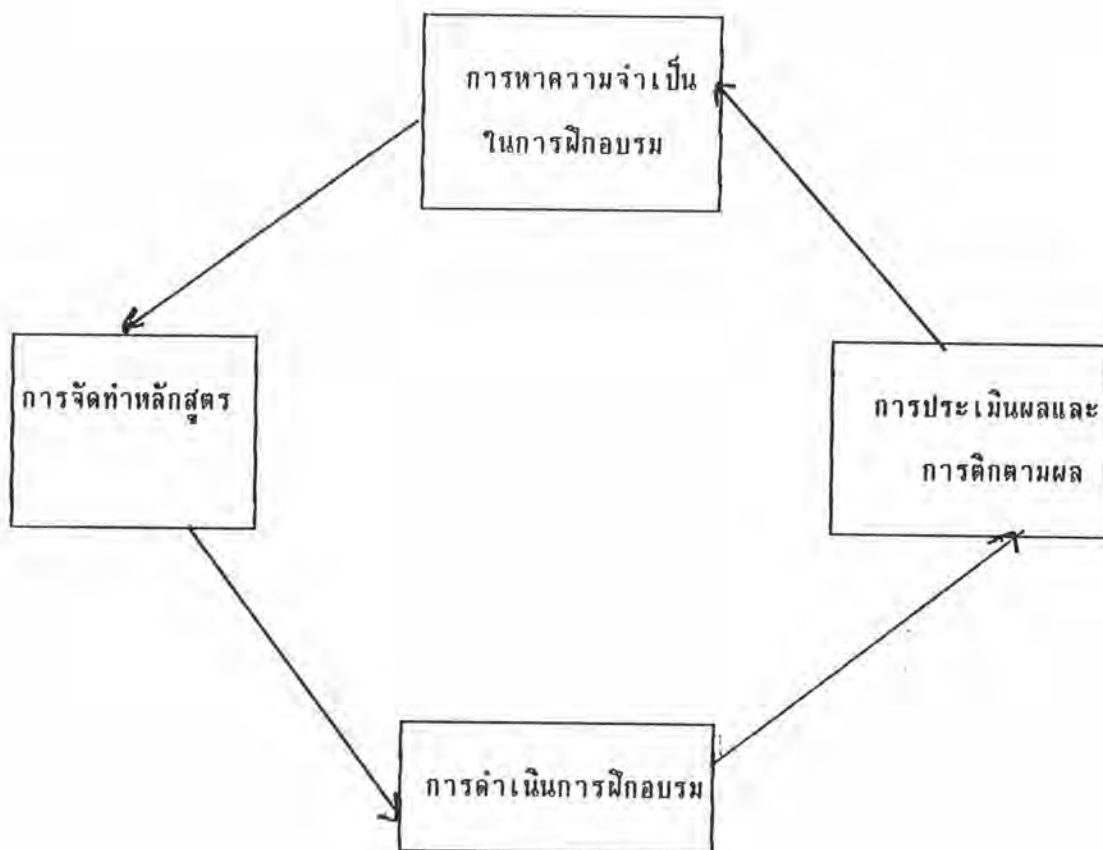 การหาความจำเป็น
ในการฝึกอบรม
การจัดทำหลักสูตร
การประเมินผลและ
การติกตามผล
การดำเนินการฝึกอบรม